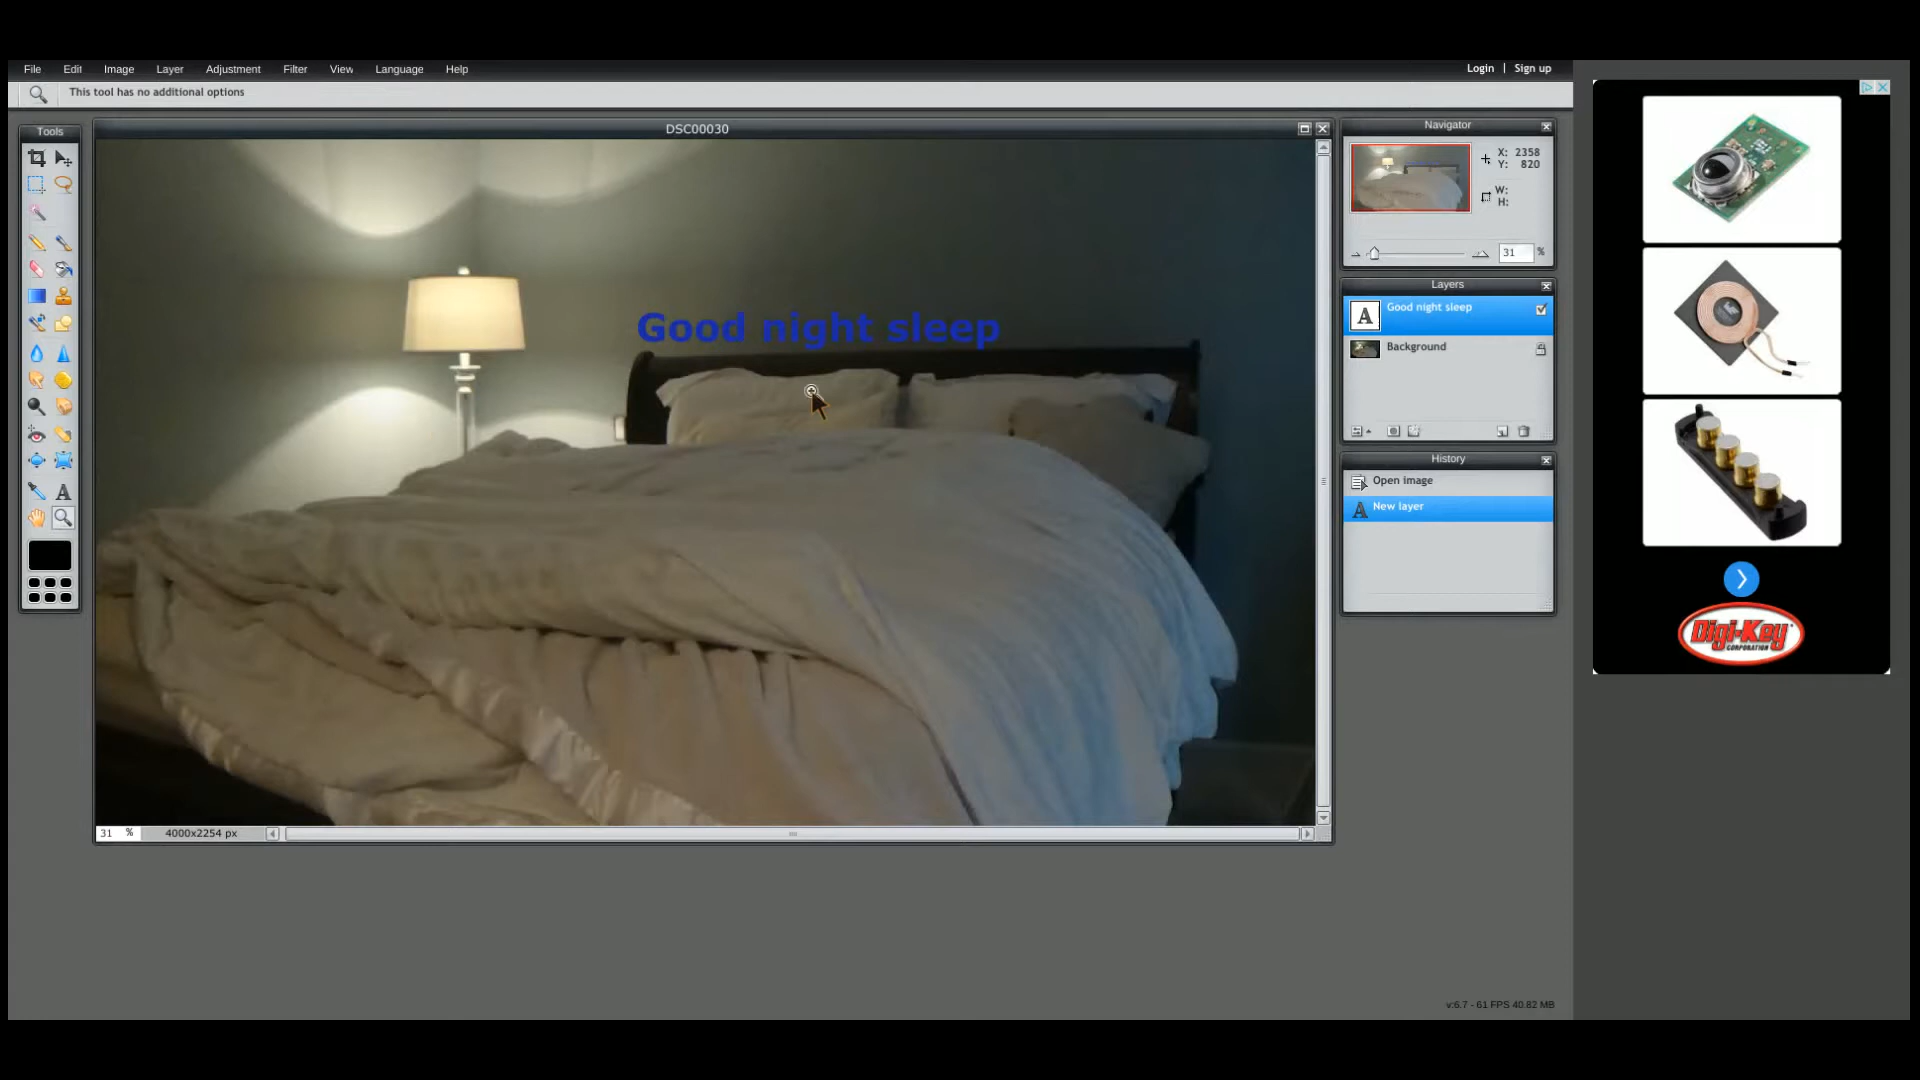 File Edit Image Layer Adjustment Filter View Language Help
Login | Sign up
This tool has no additional options
Tools
DSC00030
Good night sleep
31 % 4000x2254 px
Navigator
X: 2358
Y: 820
W:
H:
31 %
Layers
A Good night sleep
Background
History
Open image
A New layer
Digi-Key
CORPORATION
v:6.7 - 61 FPS 40.82 MB